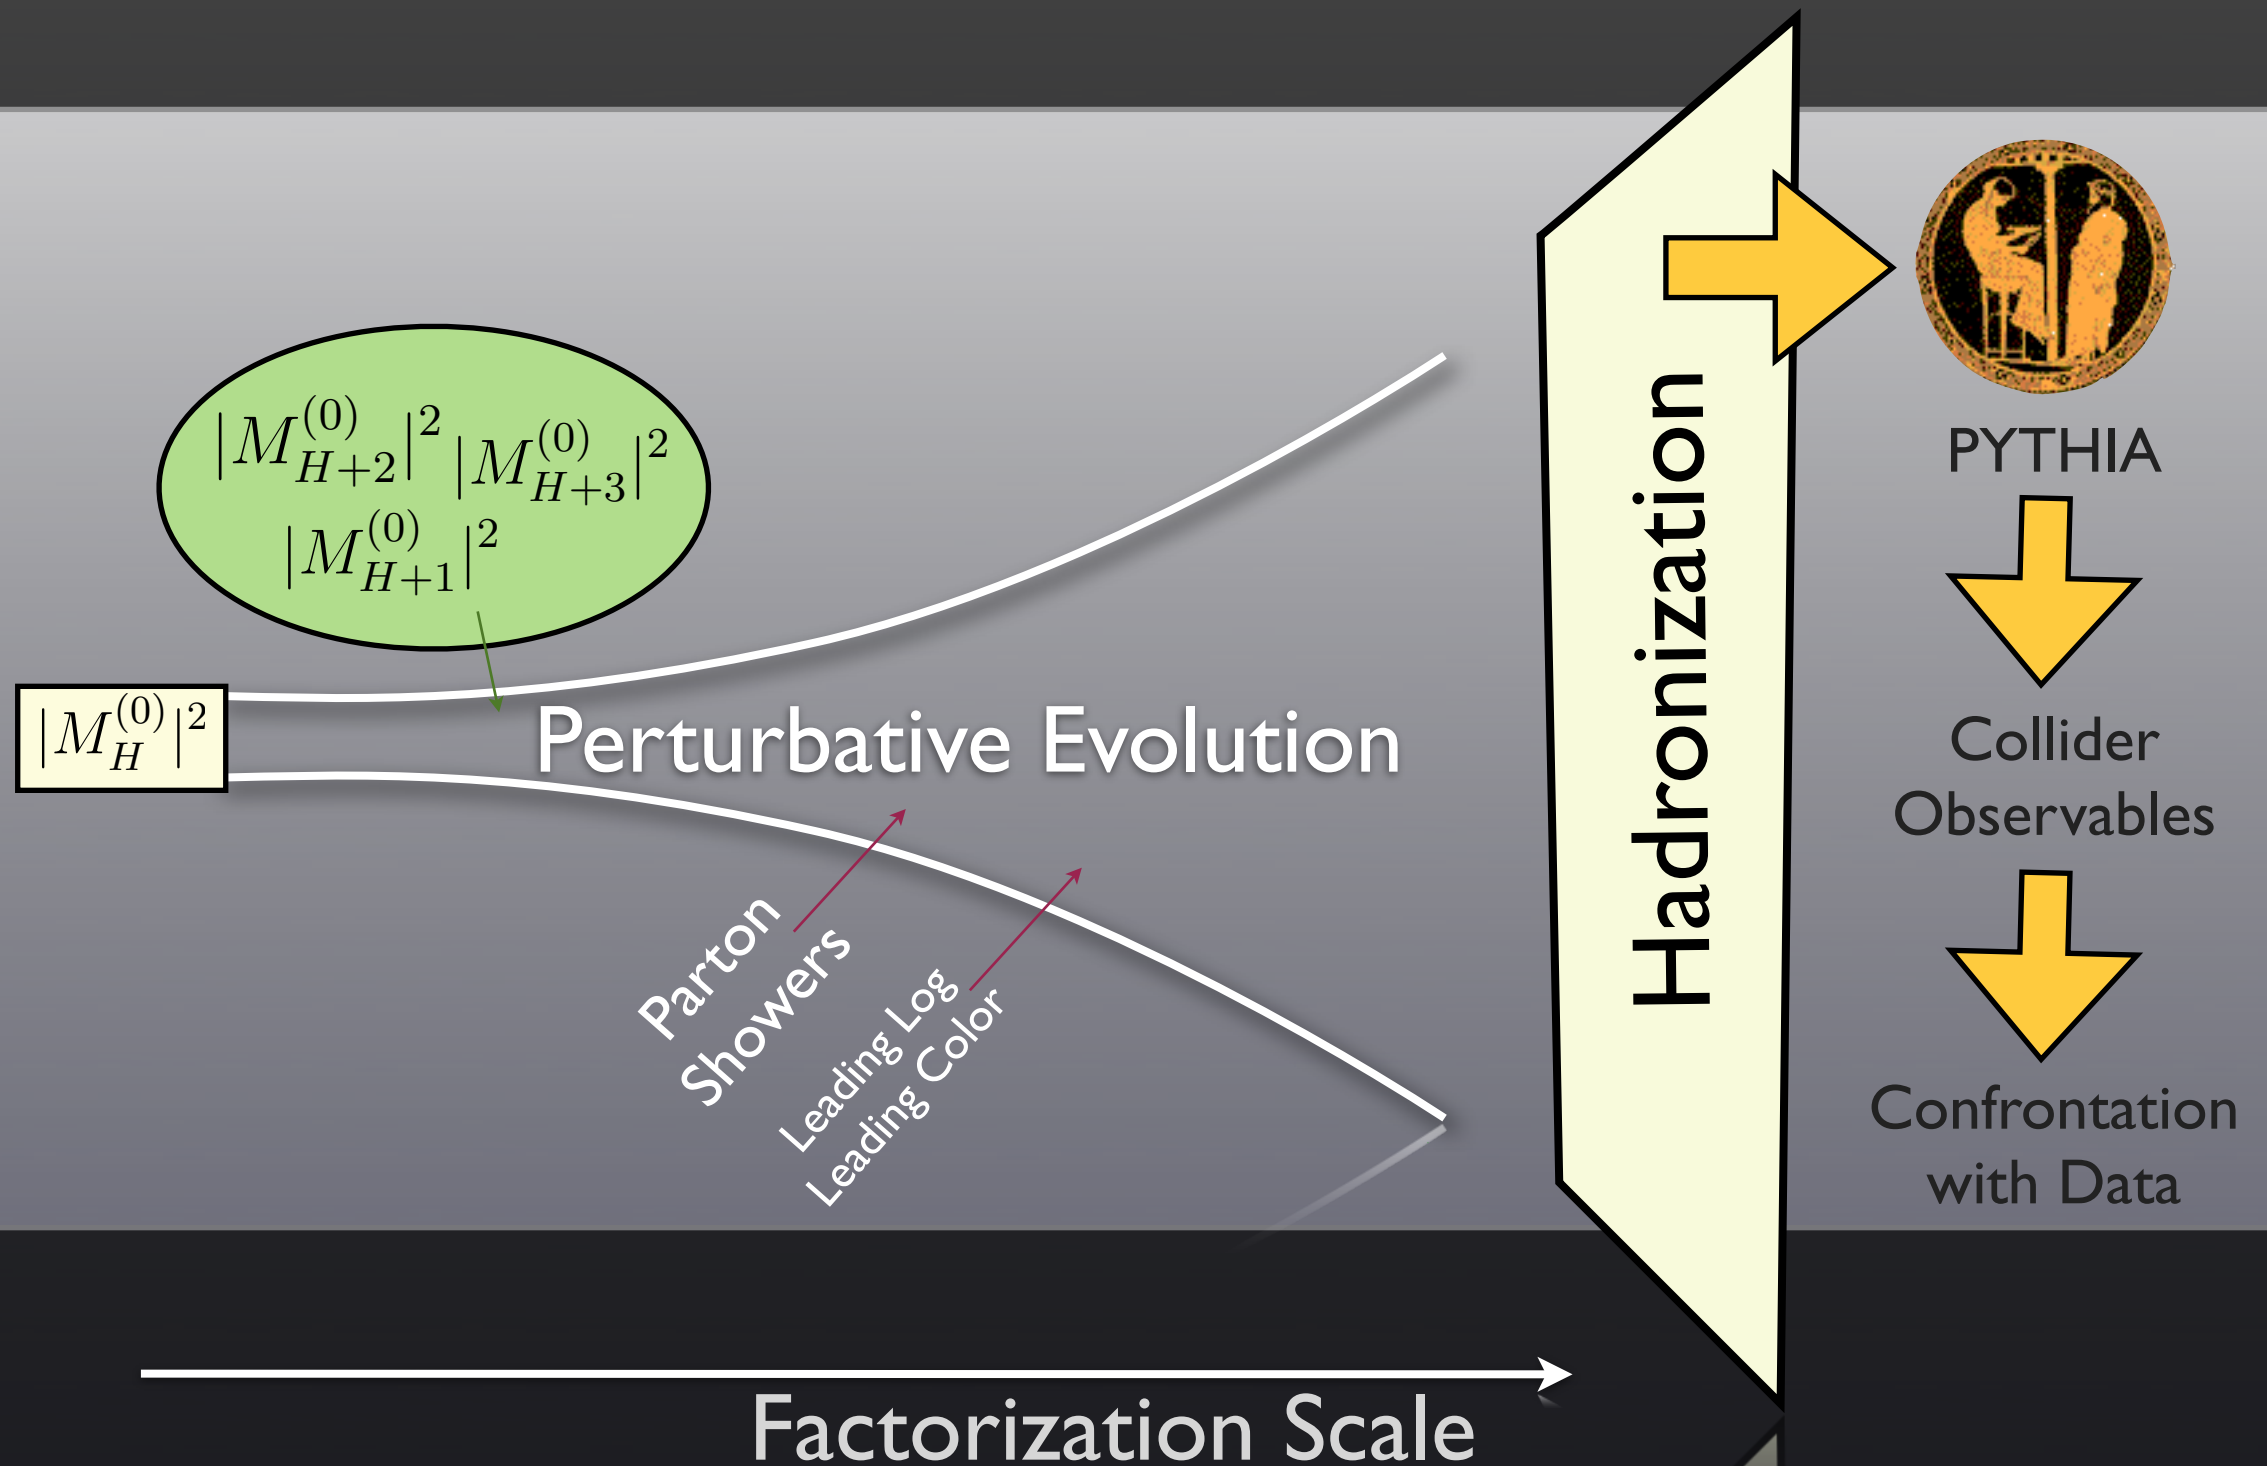 |M_{H+2}^{(0)}|^2 |M_{H+3}^{(0)}|^2
|M_{H+1}^{(0)}|^2
|M_H^{(0)}|^2
Perturbative Evolution
Parton
Showers
Leading Log
Leading Color
Hadronization
PYTHIA
Collider
Observables
Confrontation
with Data
Factorization Scale